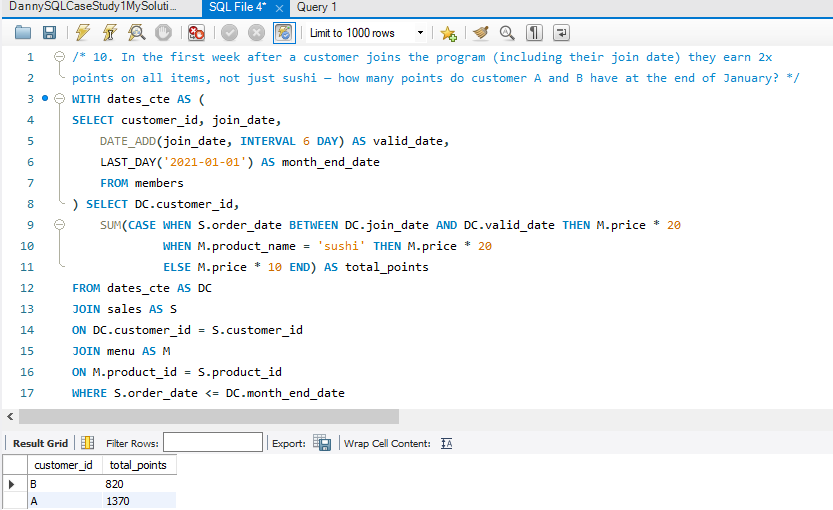 DannySQLCaseStudy1MySoluti...
SQL File 4*
Query 1
Limit to 1000 rows
1 /* 10. In the first week after a customer joins the program (including their join date) they earn 2x
2 points on all items, not just sushi — how many points do customer A and B have at the end of January? */
3 WITH dates_cte AS (
4 SELECT customer_id, join_date,
5 DATE_ADD(join_date, INTERVAL 6 DAY) AS valid_date,
6 LAST_DAY('2021-01-01') AS month_end_date
7 FROM members
8 ) SELECT DC.customer_id,
9 SUM(CASE WHEN S.order_date BETWEEN DC.join_date AND DC.valid_date THEN M.price * 20
10 WHEN M.product_name = 'sushi' THEN M.price * 20
11 ELSE M.price * 10 END) AS total_points
12 FROM dates_cte AS DC
13 JOIN sales AS S
14 ON DC.customer_id = S.customer_id
15 JOIN menu AS M
16 ON M.product_id = S.product_id
17 WHERE S.order_date <= DC.month_end_date
Result Grid Filter Rows: Export: Wrap Cell Content:
customer_id total_points
B 820
A 1370